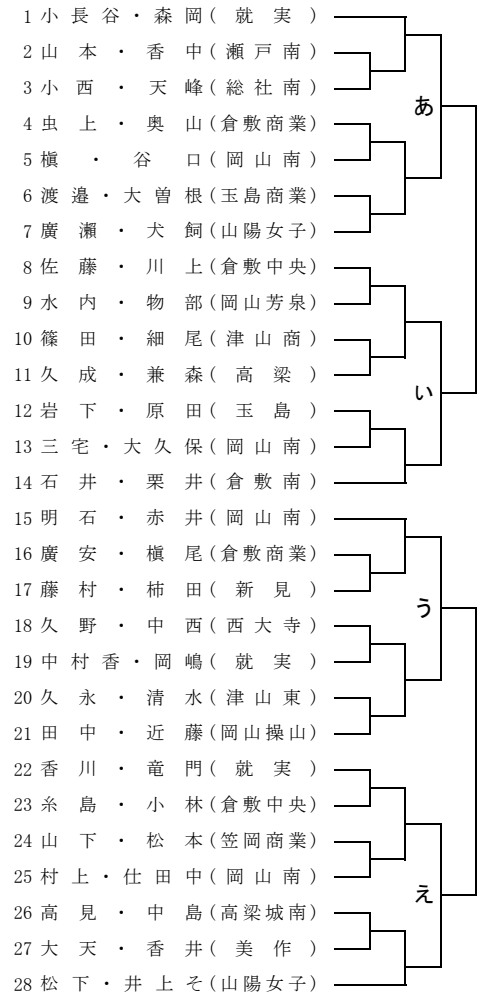 1 小長谷・森岡(就実)
2 山本・香中(瀬戸南)
3 小西・天峰(総社南)
あ
4 虫上・奥山(倉敷商業)
5 槇・谷口(岡山南)
6 渡邉・大曽根(玉島商業)
7 廣瀬・犬飼(山陽女子)
8 佐藤・川上(倉敷中央)
9 水内・物部(岡山芳泉)
10 篠田・細尾(津山商)
11 久成・兼森(高梁)
い
12 岩下・原田(玉島)
13 三宅・大久保(岡山南)
14 石井・栗井(倉敷南)
15 明石・赤井(岡山南)
16 廣安・槇尾(倉敷商業)
17 藤村・柿田(新見)
う
18 久野・中西(西大寺)
19 中村香・岡嶋(就実)
20 久永・清水(津山東)
21 田中・近藤(岡山操山)
22 香川・竜門(就実)
23 糸島・小林(倉敷中央)
24 山下・松本(笠岡商業)
25 村上・仕田中(岡山南)
え
26 高見・中島(高梁城南)
27 大天・香井(美作)
28 松下・井上そ(山陽女子)